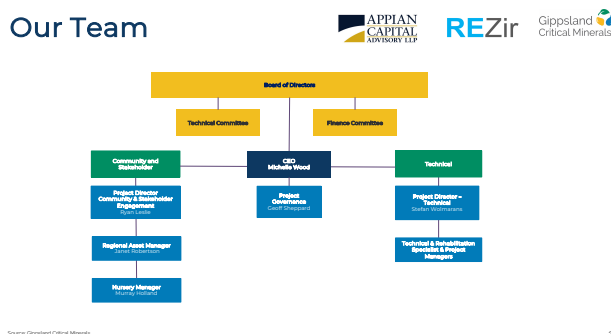 Our Team
APPIAN
CAPITAL
ADVISORY LLP
REZir
Gippsland
Critical Minerals
Board of Directors
Technical Committee
Finance Committee
Community and
Stakeholder
CEO
Michelle Wood
Technical
Project Director
Community & Stakeholder
Engagement
Ryan Leslie
Project
Governance
Geoff Sheppard
Project Director –
Technical
Stefan Wolmarans
Regional Asset Manager
Janet Robertson
Technical & Rehabilitation
Specialist & Project
Managers
Nursery Manager
Murray Holland
Source: Gippsland Critical Minerals